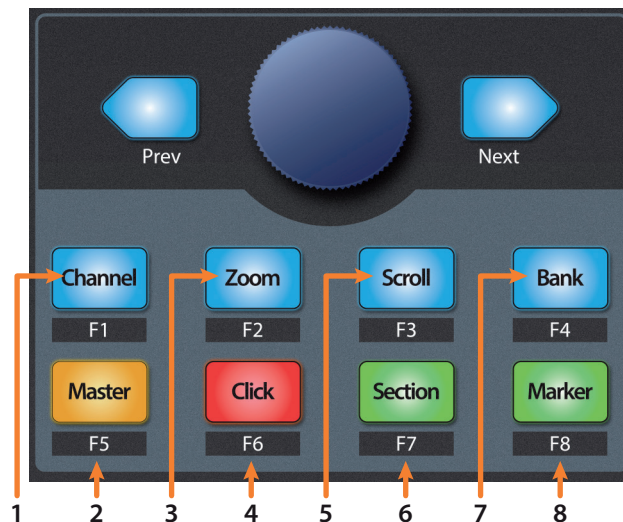 Prev Next
Channel Zoom Scroll Bank
F1 F2 F3 F4
Master Click Section Marker
F5 F6 F7 F8
1 2 3 4 5 6 7 8